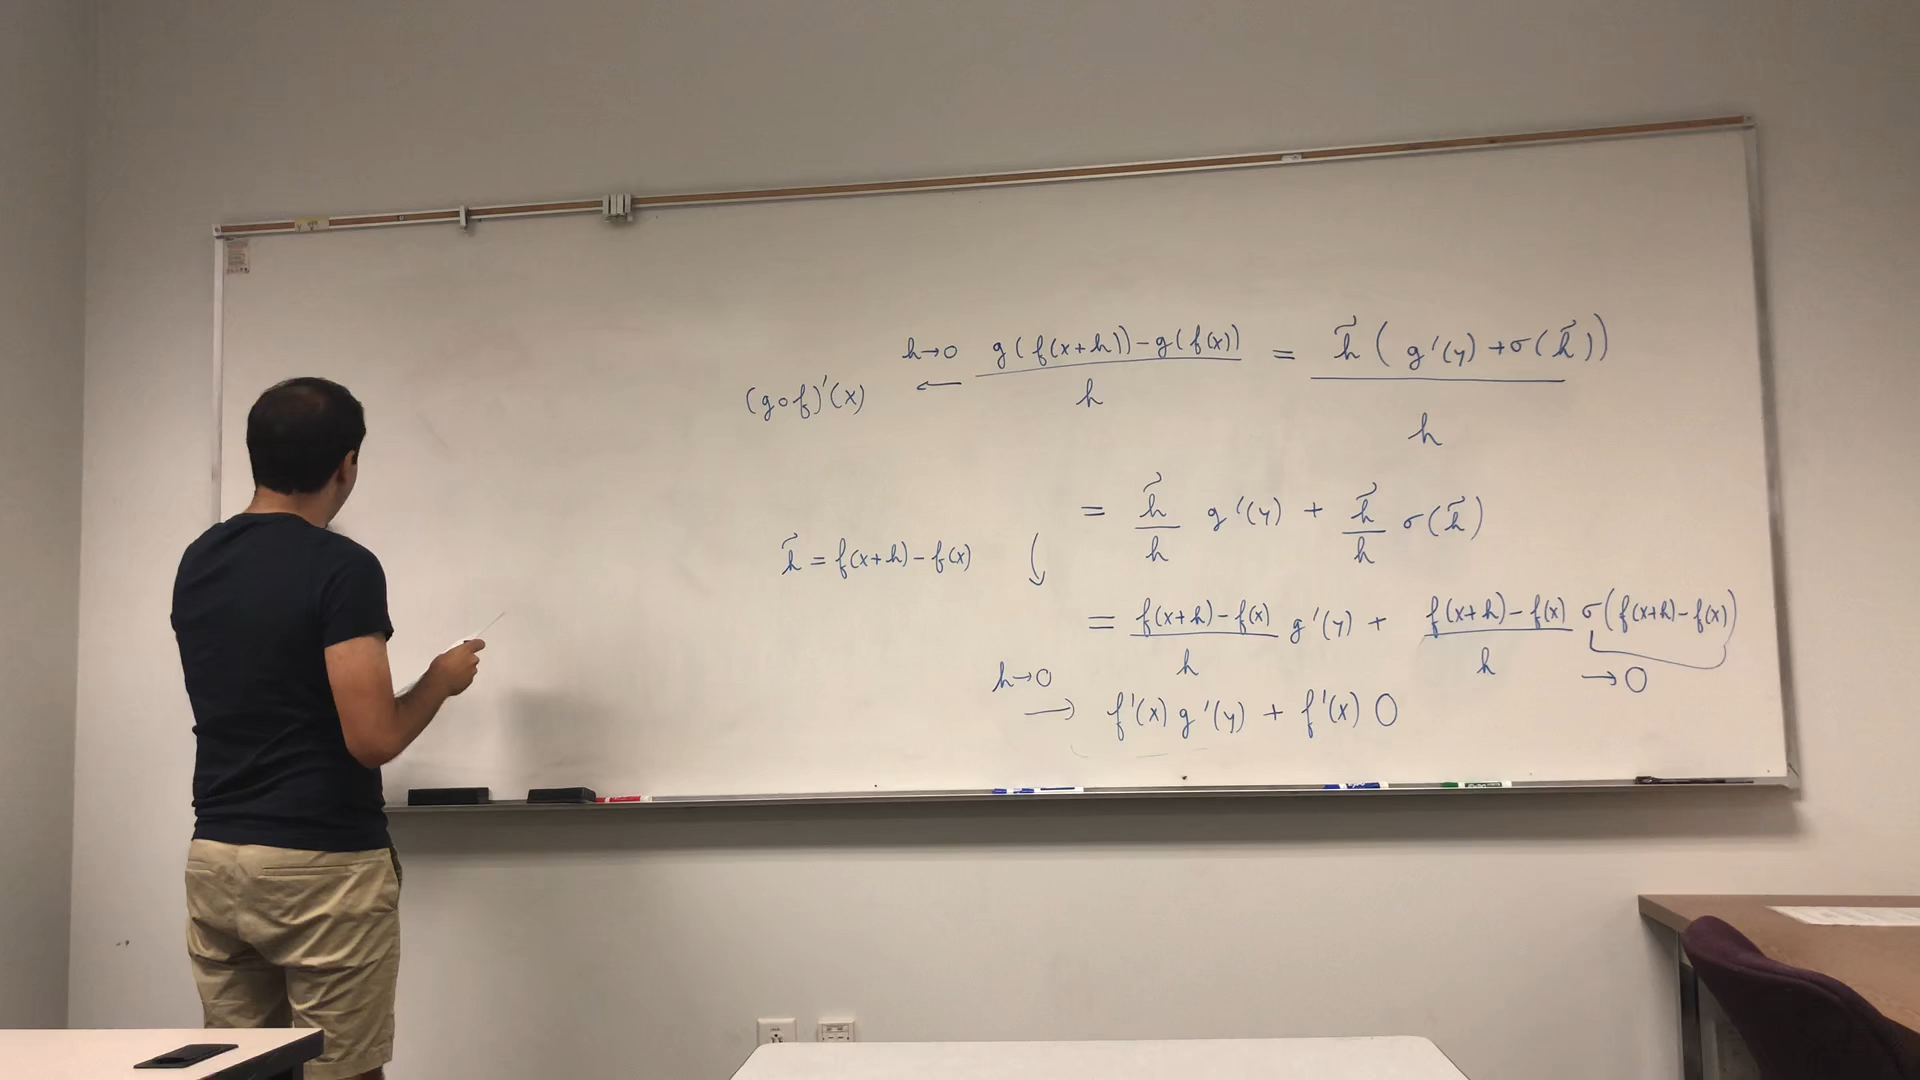 (g∘f)'(x) ←(h→0) g(f(x+h))-g(f(x)) / h = h̃(g'(y)+σ(h̃)) / h
= h̃/h g'(y) + h̃/h σ(h̃)
h̃ = f(x+h)-f(x)
= f(x+h)-f(x) / h g'(y) + f(x+h)-f(x) / h σ(f(x+h)-f(x))
→0
h→0
→ f'(x) g'(y) + f'(x) 0